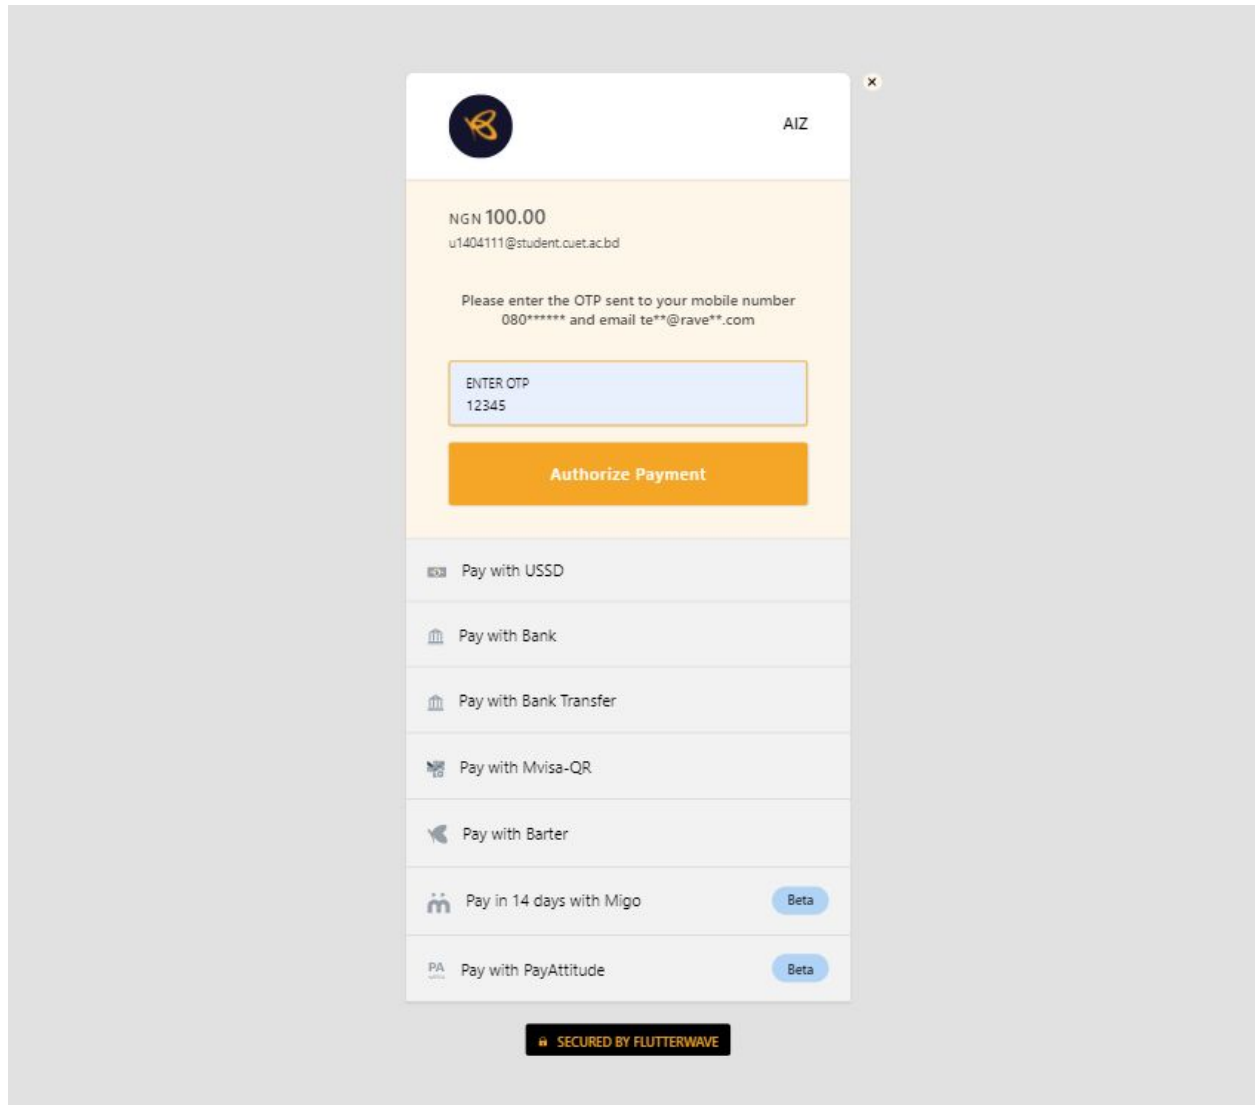 AIZ
NGN 100.00
u1404111@student.cuet.ac.bd
Please enter the OTP sent to your mobile number
080****** and email te**@rave**.com
ENTER OTP
12345
Authorize Payment
Pay with USSD
Pay with Bank
Pay with Bank Transfer
Pay with Mvisa-QR
Pay with Barter
Pay in 14 days with Migo Beta
PA Pay with PayAttitude Beta
SECURED BY FLUTTERWAVE